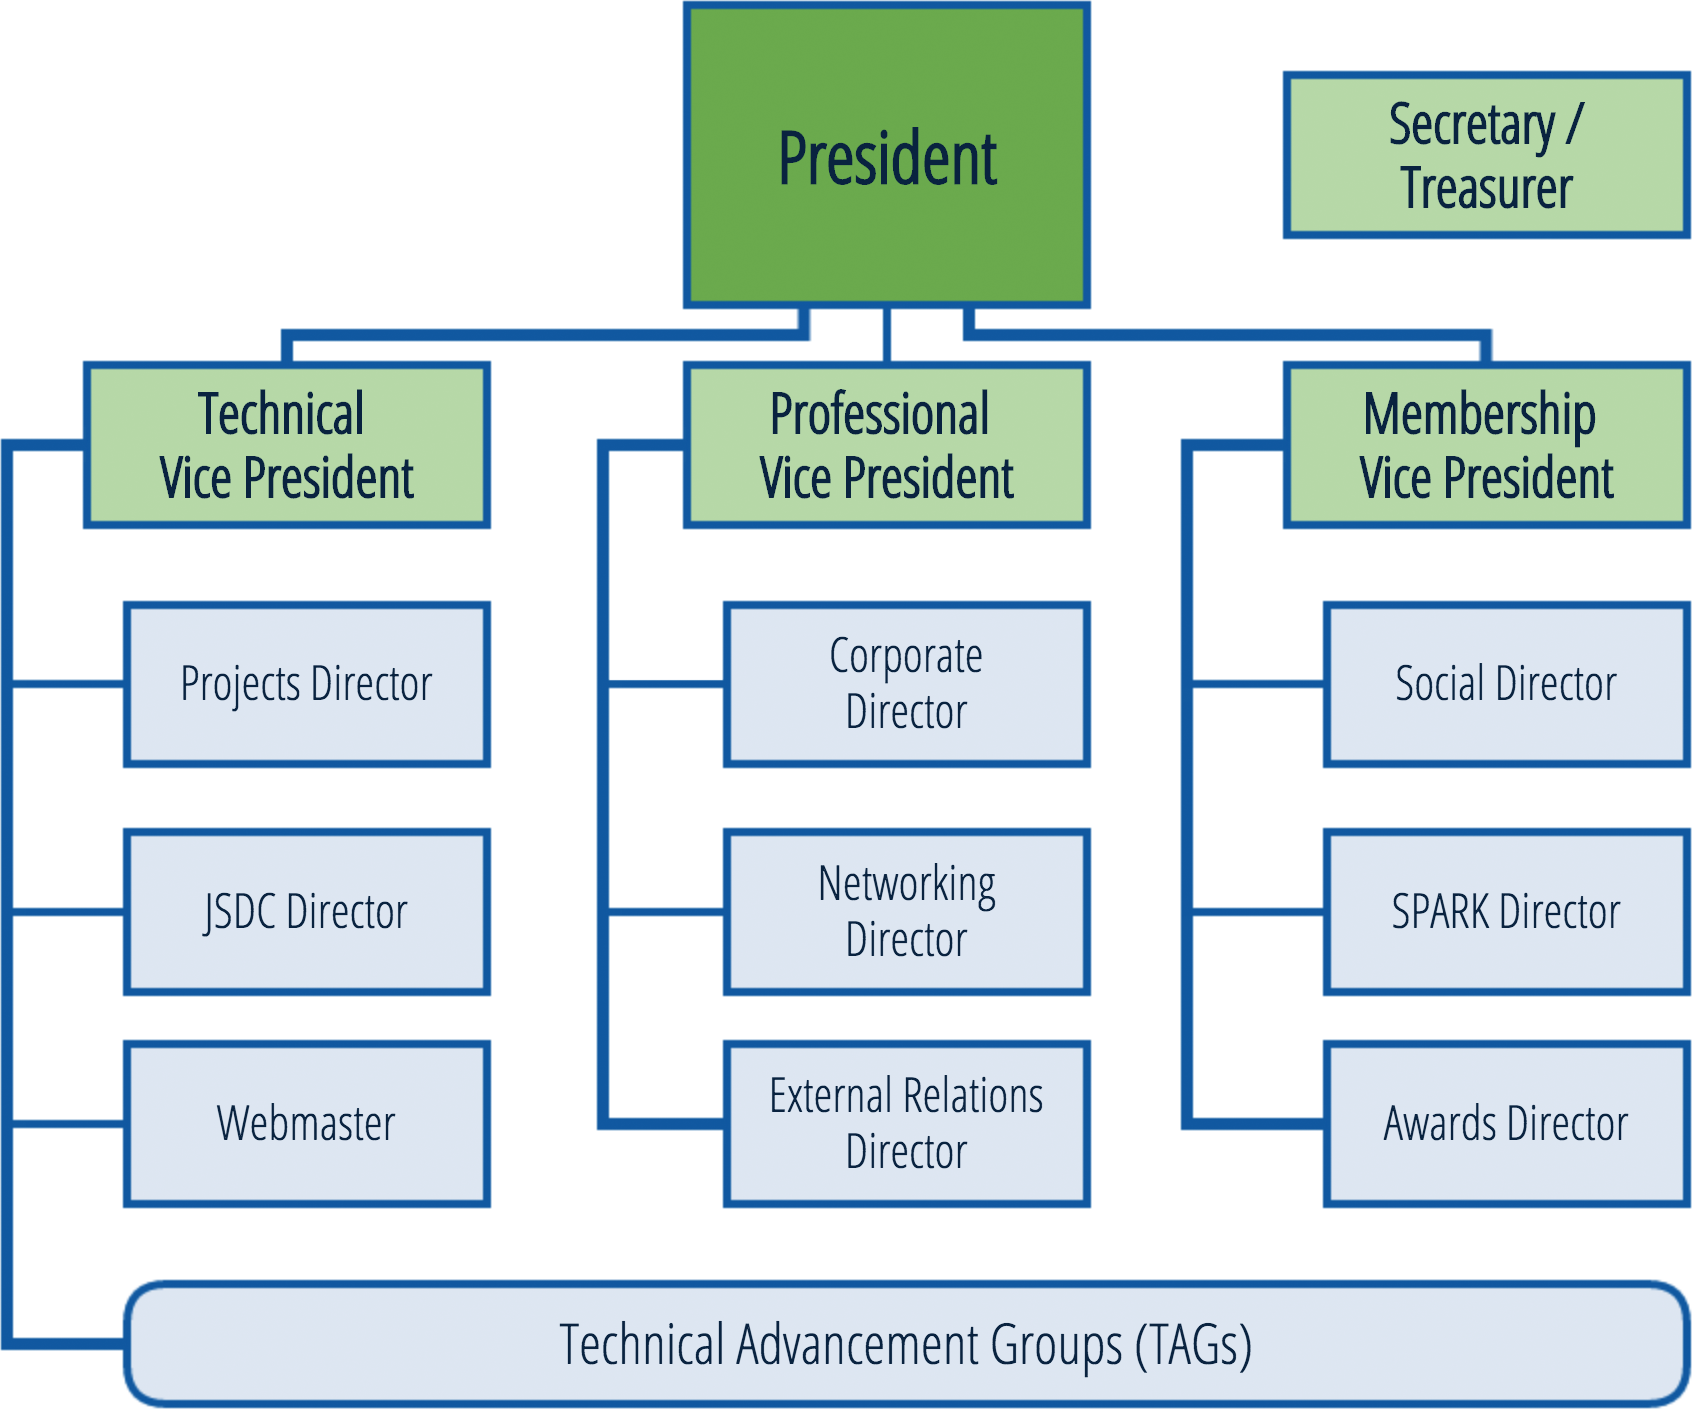 President
Secretary /
Treasurer
Technical
Vice President
Professional
Vice President
Membership
Vice President
Projects Director
Corporate
Director
Social Director
JSDC Director
Networking
Director
SPARK Director
Webmaster
External Relations
Director
Awards Director
Technical Advancement Groups (TAGs)